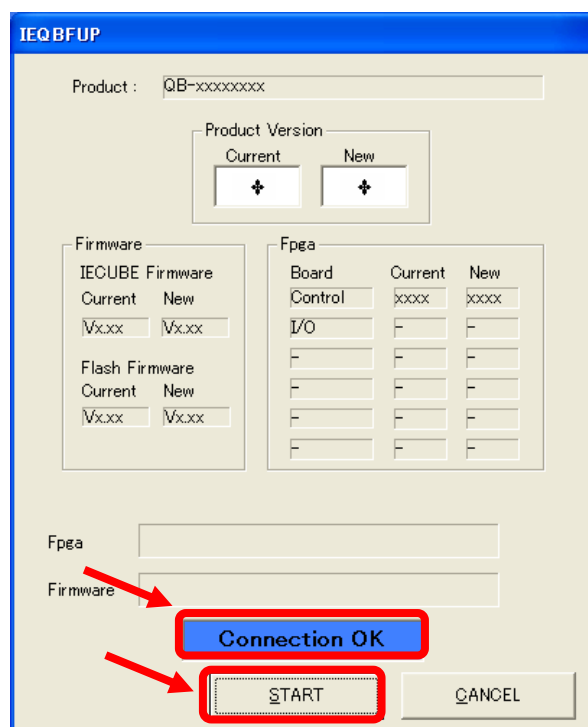 IEQBFUP
Product : QB-xxxxxxxx
Product Version
Current New
✤ ✤
Firmware
IECUBE Firmware
Current New
Vx.xx Vx.xx
Flash Firmware
Current New
Vx.xx Vx.xx
Fpga
Board Current New
Control xxxx xxxx
I/O - -
- - -
- - -
- - -
- - -
Fpga
Firmware
Connection OK
START CANCEL